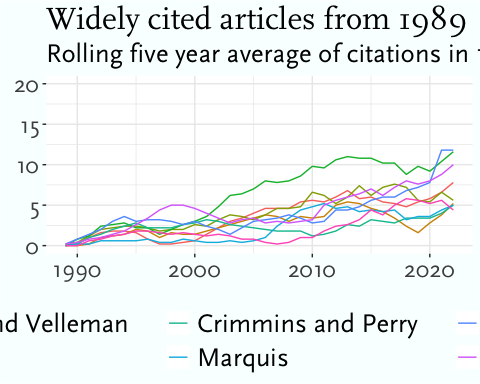 Widely cited articles from 1989
Rolling five year average of citations in
20
15
10
5
0
1990 2000 2010 2020
nd Velleman Crimmins and Perry
Marquis